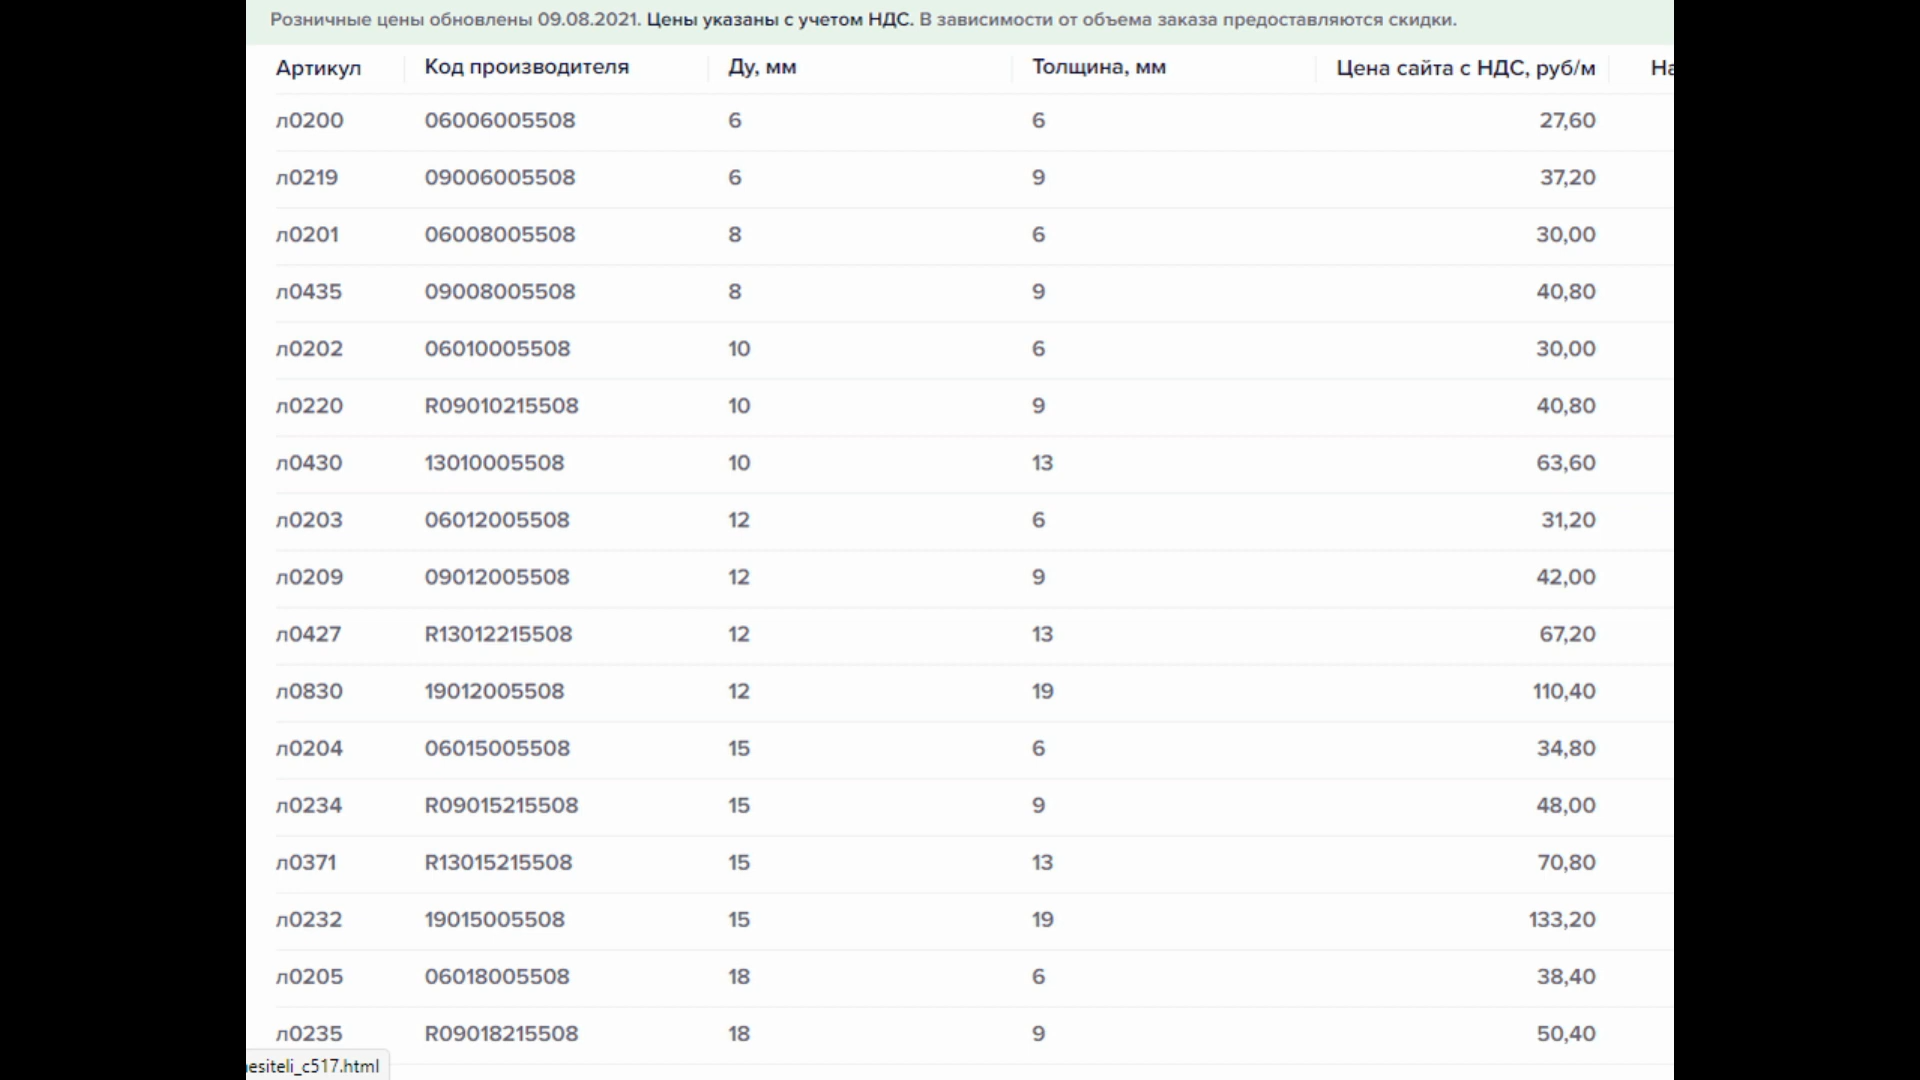 Розничные цены обновлены 09.08.2021. Цены указаны с учетом НДС. В зависимости от объема заказа предоставляются скидки.
Артикул Код производителя Ду, мм Толщина, мм Цена сайта с НДС, руб/м На
л0200 06006005508 6 6 27,60
л0219 09006005508 6 9 37,20
л0201 06008005508 8 6 30,00
л0435 09008005508 8 9 40,80
л0202 06010005508 10 6 30,00
л0220 R09010215508 10 9 40,80
л0430 13010005508 10 13 63,60
л0203 06012005508 12 6 31,20
л0209 09012005508 12 9 42,00
л0427 R13012215508 12 13 67,20
л0830 19012005508 12 19 110,40
л0204 06015005508 15 6 34,80
л0234 R09015215508 15 9 48,00
л0371 R13015215508 15 13 70,80
л0232 19015005508 15 19 133,20
л0205 06018005508 18 6 38,40
л0235 R09018215508 18 9 50,40
esiteli_c517.html